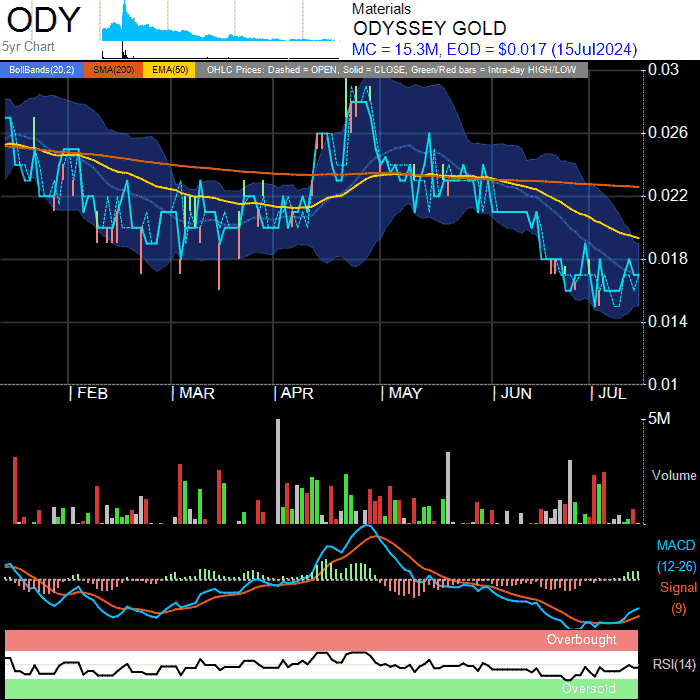 ODY
5yr Chart
Materials
ODYSSEY GOLD
MC = 15.3M, EOD = $0.017 (15Jul2024)
BollBands(20,2) SMA(200) EMA(50) OHLC Prices: Dashed = OPEN, Solid = CLOSE, Green/Red bars = Intra-day HIGH/LOW
0.03
0.026
0.022
0.018
0.014
0.01
| FEB | MAR | APR | MAY | JUN | JUL
5M
Volume
MACD
(12-26)
Signal
(9)
Overbought
RSI(14)
Oversold